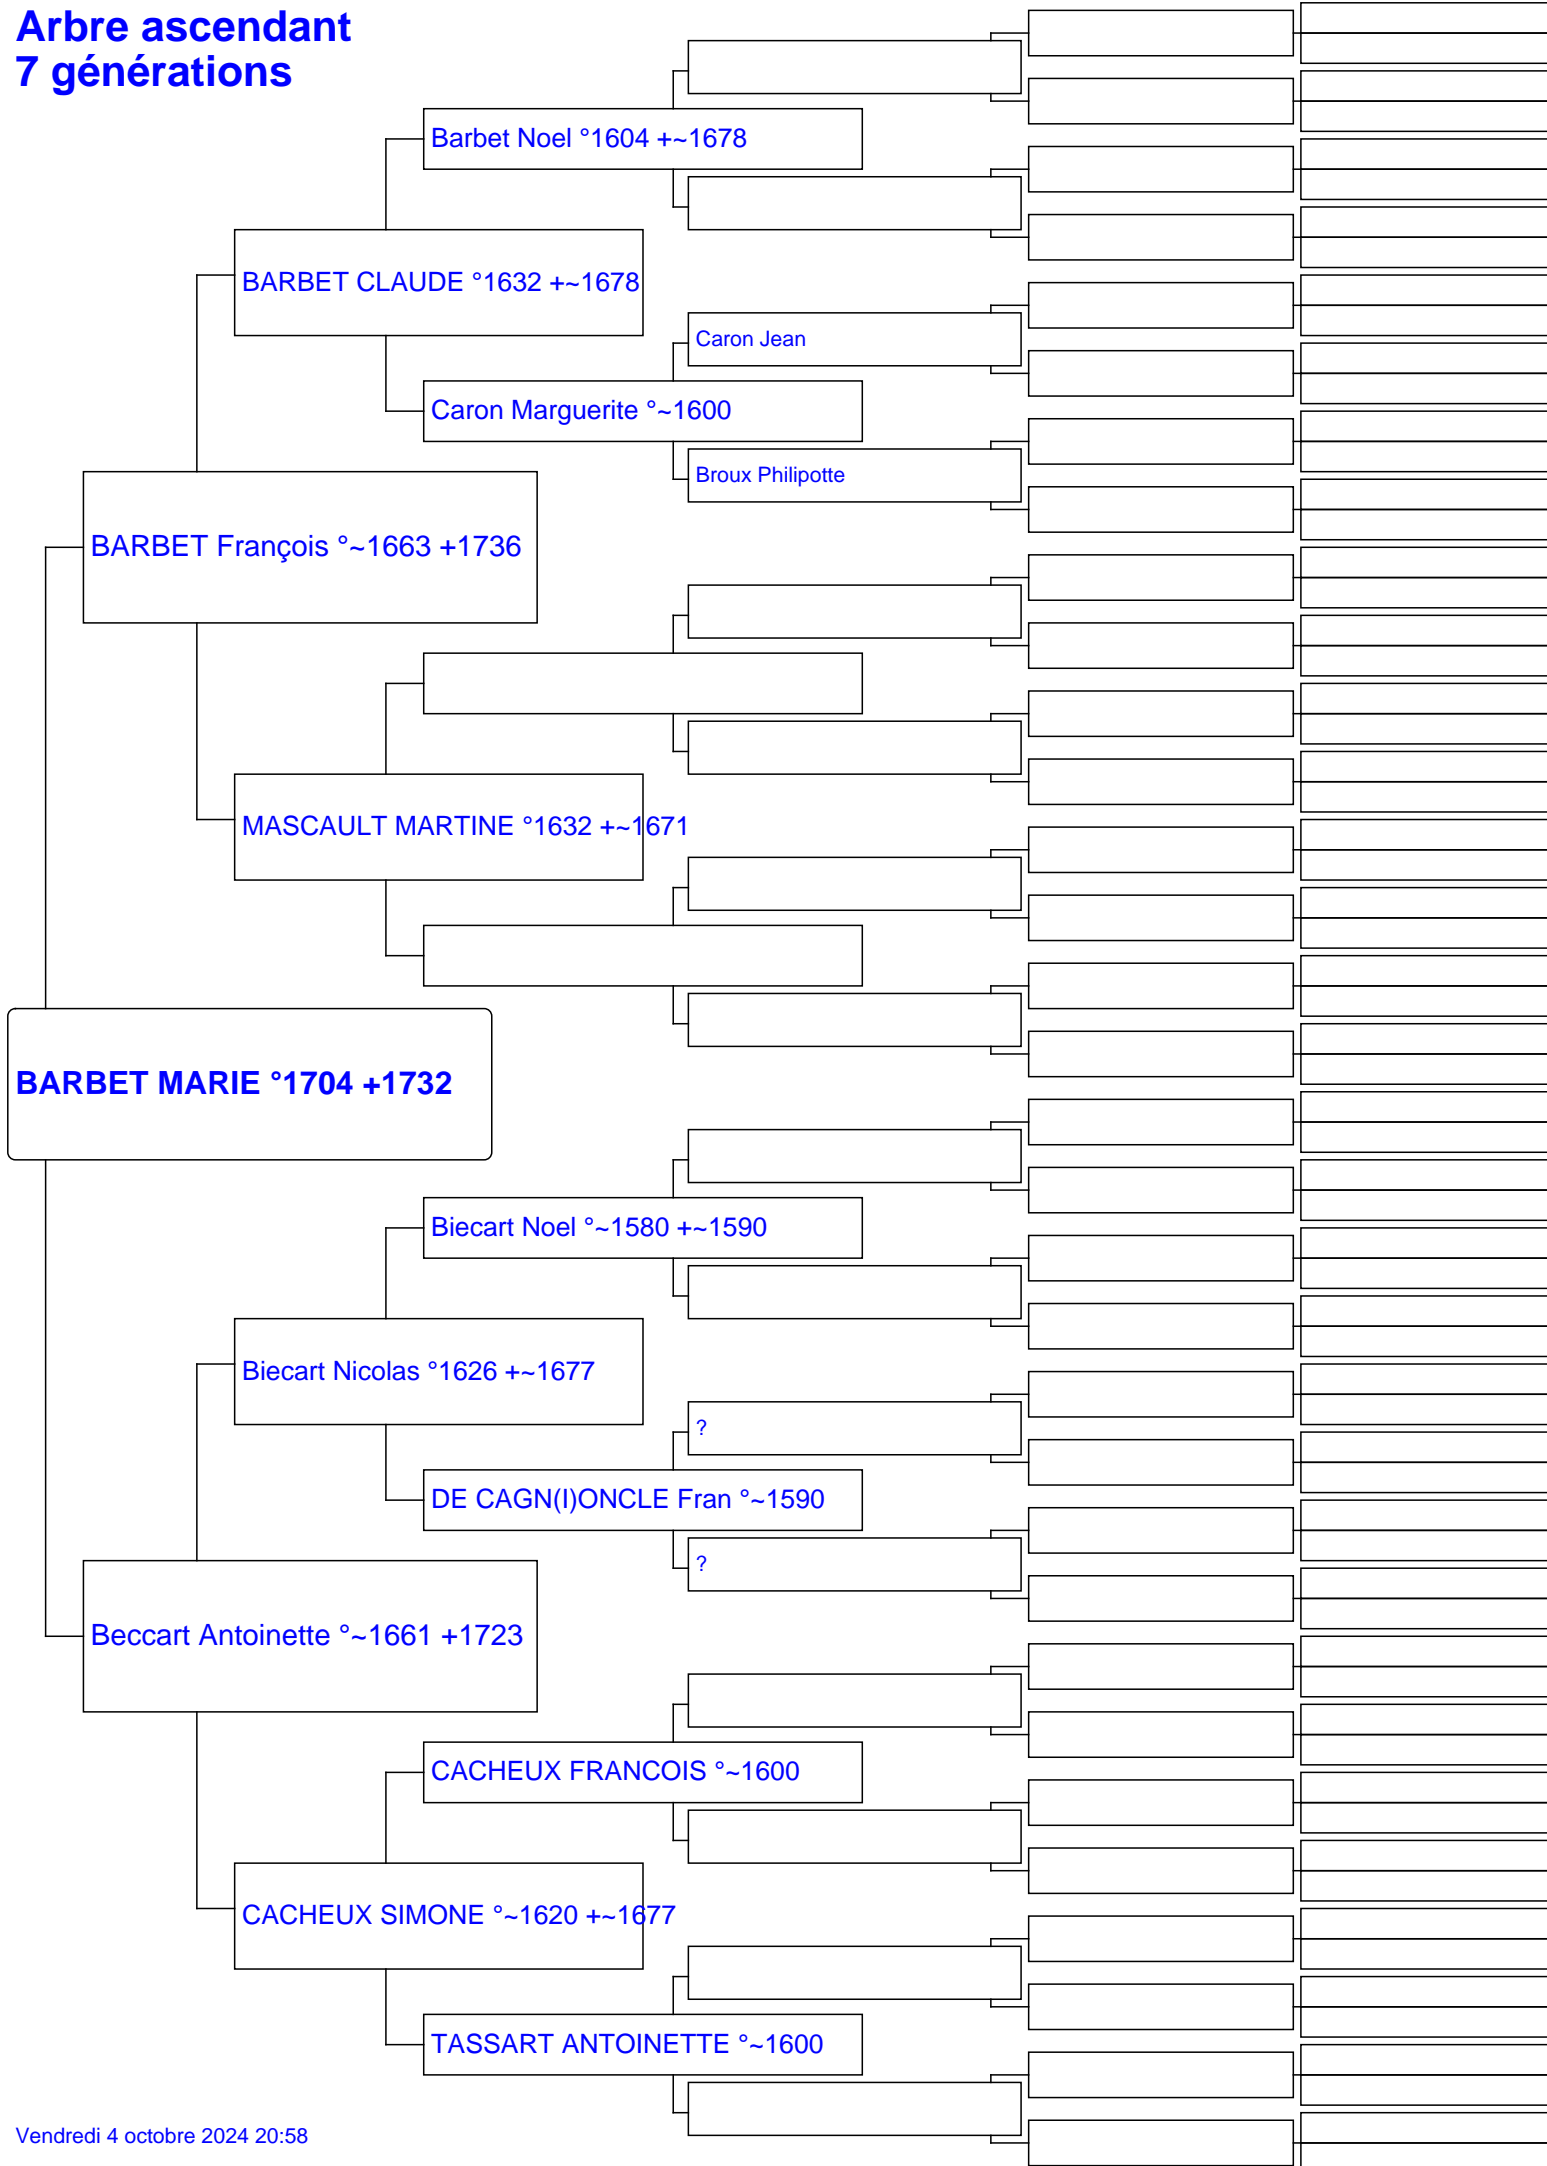 Arbre ascendant
7 générations
Barbet Noel °1604 +~1678
BARBET CLAUDE °1632 +~1678
Caron Jean
Caron Marguerite °~1600
Broux Philipotte
BARBET François °~1663 +1736
MASCAULT MARTINE °1632 +~1671
BARBET MARIE °1704 +1732
Biecart Noel °~1580 +~1590
Biecart Nicolas °1626 +~1677
?
DE CAGN(I)ONCLE Fran °~1590
?
Beccart Antoinette °~1661 +1723
CACHEUX FRANCOIS °~1600
CACHEUX SIMONE °~1620 +~1677
TASSART ANTOINETTE °~1600
Vendredi 4 octobre 2024 20:58